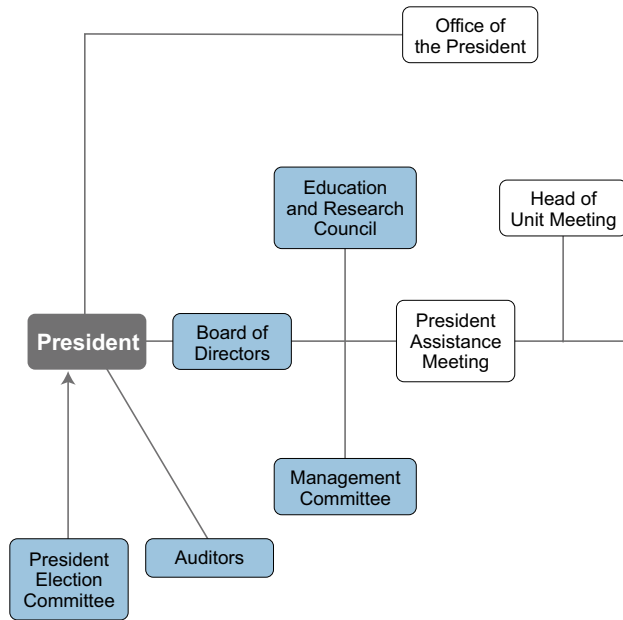 Office of
the President
Education
and Research
Council
Head of
Unit Meeting
President
Board of
Directors
President
Assistance
Meeting
Management
Committee
President
Election
Committee
Auditors